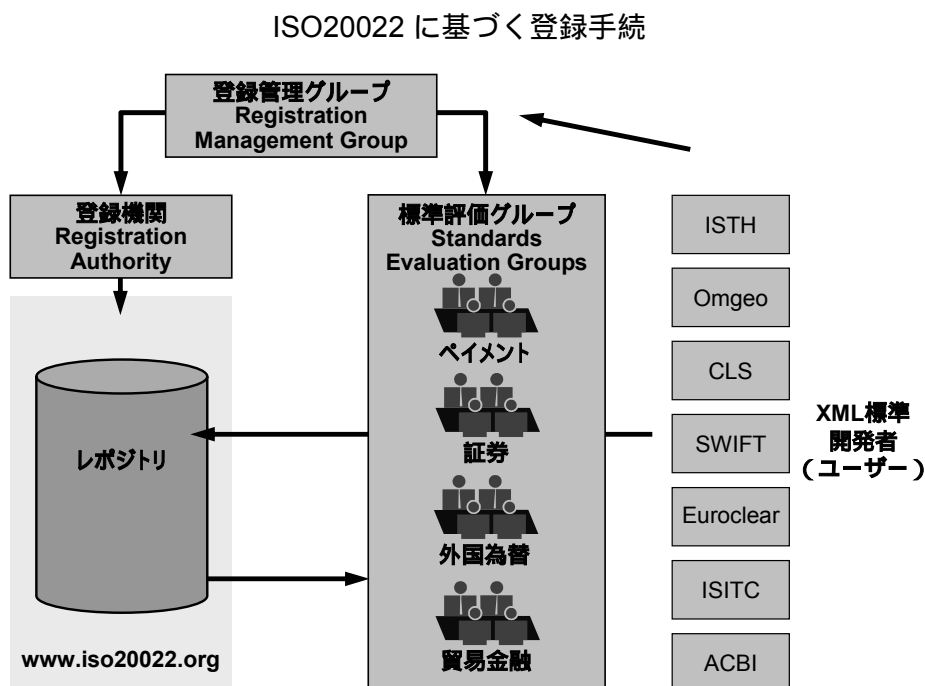 ISO20022 に基づく登録手続
登録管理グループ
Registration
Management Group
登録機関
Registration
Authority
標準評価グループ
Standards
Evaluation Groups
ペイメント
証券
外国為替
貿易金融
レポジトリ
www.iso20022.org
ISTH
Omgeo
CLS
SWIFT
Euroclear
ISITC
ACBI
XML標準
開発者
(ユーザー)